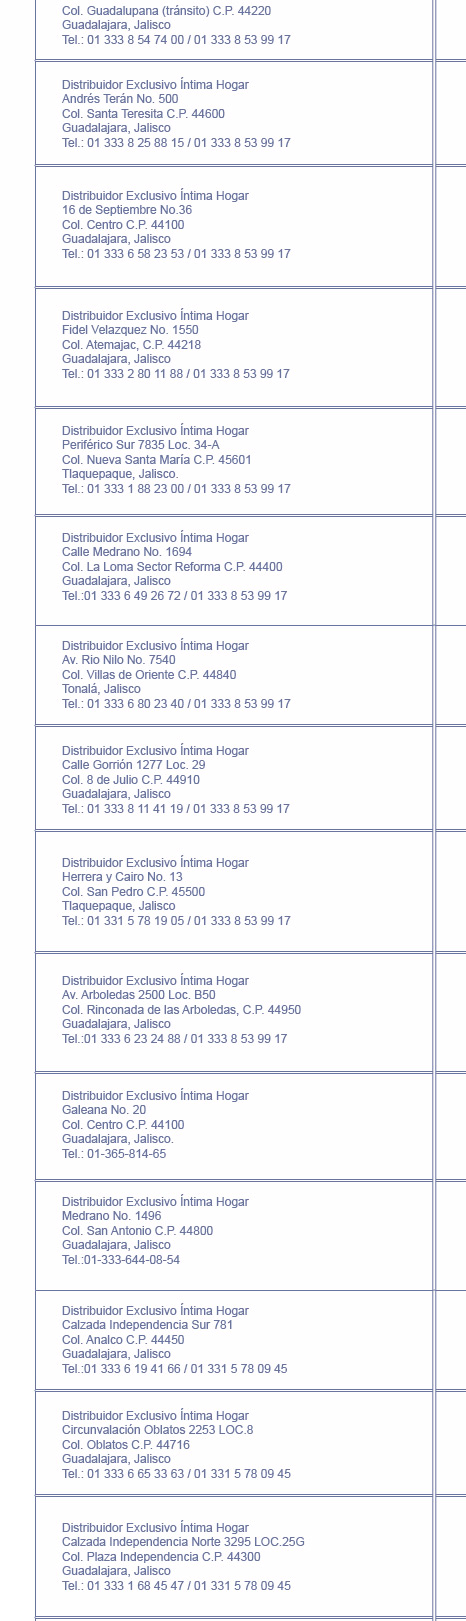 Col. Guadalupana (tránsito) C.P. 44220
Guadalajara, Jalisco
Tel.: 01 333 8 54 74 00 / 01 333 8 53 99 17
Distribuidor Exclusivo Íntima Hogar
Andrés Terán No. 500
Col. Santa Teresita C.P. 44600
Guadalajara, Jalisco
Tel.: 01 333 8 25 88 15 / 01 333 8 53 99 17
Distribuidor Exclusivo Íntima Hogar
16 de Septiembre No.36
Col. Centro C.P. 44100
Guadalajara, Jalisco
Tel.: 01 333 6 58 23 53 / 01 333 8 53 99 17
Distribuidor Exclusivo Íntima Hogar
Fidel Velazquez No. 1550
Col. Atemajac, C.P. 44218
Guadalajara, Jalisco
Tel.: 01 333 2 80 11 88 / 01 333 8 53 99 17
Distribuidor Exclusivo Íntima Hogar
Periférico Sur 7835 Loc. 34-A
Col. Nueva Santa María C.P. 45601
Tlaquepaque, Jalisco.
Tel.: 01 333 1 88 23 00 / 01 333 8 53 99 17
Distribuidor Exclusivo Íntima Hogar
Calle Medrano No. 1694
Col. La Loma Sector Reforma C.P. 44400
Guadalajara, Jalisco
Tel.:01 333 6 49 26 72 / 01 333 8 53 99 17
Distribuidor Exclusivo Íntima Hogar
Av. Rio Nilo No. 7540
Col. Villas de Oriente C.P. 44840
Tonalá, Jalisco
Tel.: 01 333 6 80 23 40 / 01 333 8 53 99 17
Distribuidor Exclusivo Íntima Hogar
Calle Gorrión 1277 Loc. 29
Col. 8 de Julio C.P. 44910
Guadalajara, Jalisco
Tel.: 01 333 8 11 41 19 / 01 333 8 53 99 17
Distribuidor Exclusivo Íntima Hogar
Herrera y Cairo No. 13
Col. San Pedro C.P. 45500
Tlaquepaque, Jalisco
Tel.: 01 331 5 78 19 05 / 01 333 8 53 99 17
Distribuidor Exclusivo Íntima Hogar
Av. Arboledas 2500 Loc. B50
Col. Rinconada de las Arboledas, C.P. 44950
Guadalajara, Jalisco
Tel.:01 333 6 23 24 88 / 01 333 8 53 99 17
Distribuidor Exclusivo Íntima Hogar
Galeana No. 20
Col. Centro C.P. 44100
Guadalajara, Jalisco.
Tel.: 01-365-814-65
Distribuidor Exclusivo Íntima Hogar
Medrano No. 1496
Col. San Antonio C.P. 44800
Guadalajara, Jalisco
Tel.:01-333-644-08-54
Distribuidor Exclusivo Íntima Hogar
Calzada Independencia Sur 781
Col. Analco C.P. 44450
Guadalajara, Jalisco
Tel.:01 333 6 19 41 66 / 01 331 5 78 09 45
Distribuidor Exclusivo Íntima Hogar
Circunvalación Oblatos 2253 LOC.8
Col. Oblatos C.P. 44716
Guadalajara, Jalisco
Tel.: 01 333 6 65 33 63 / 01 331 5 78 09 45
Distribuidor Exclusivo Íntima Hogar
Calzada Independencia Norte 3295 LOC.25G
Col. Plaza Independencia C.P. 44300
Guadalajara, Jalisco
Tel.: 01 333 1 68 45 47 / 01 331 5 78 09 45